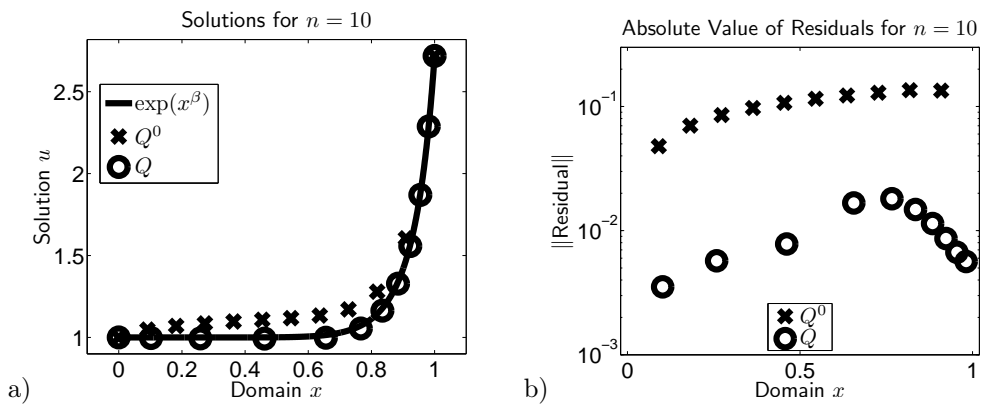 Solutions for n = 10
Solution u
2.5
2
1.5
1
exp(x^β)
Q^0
Q
0 0.2 0.4 0.6 0.8 1
Domain x
a)
Absolute Value of Residuals for n = 10
‖Residual‖
10^−1
10^−2
10^−3
Q^0
Q
0 0.5 1
Domain x
b)